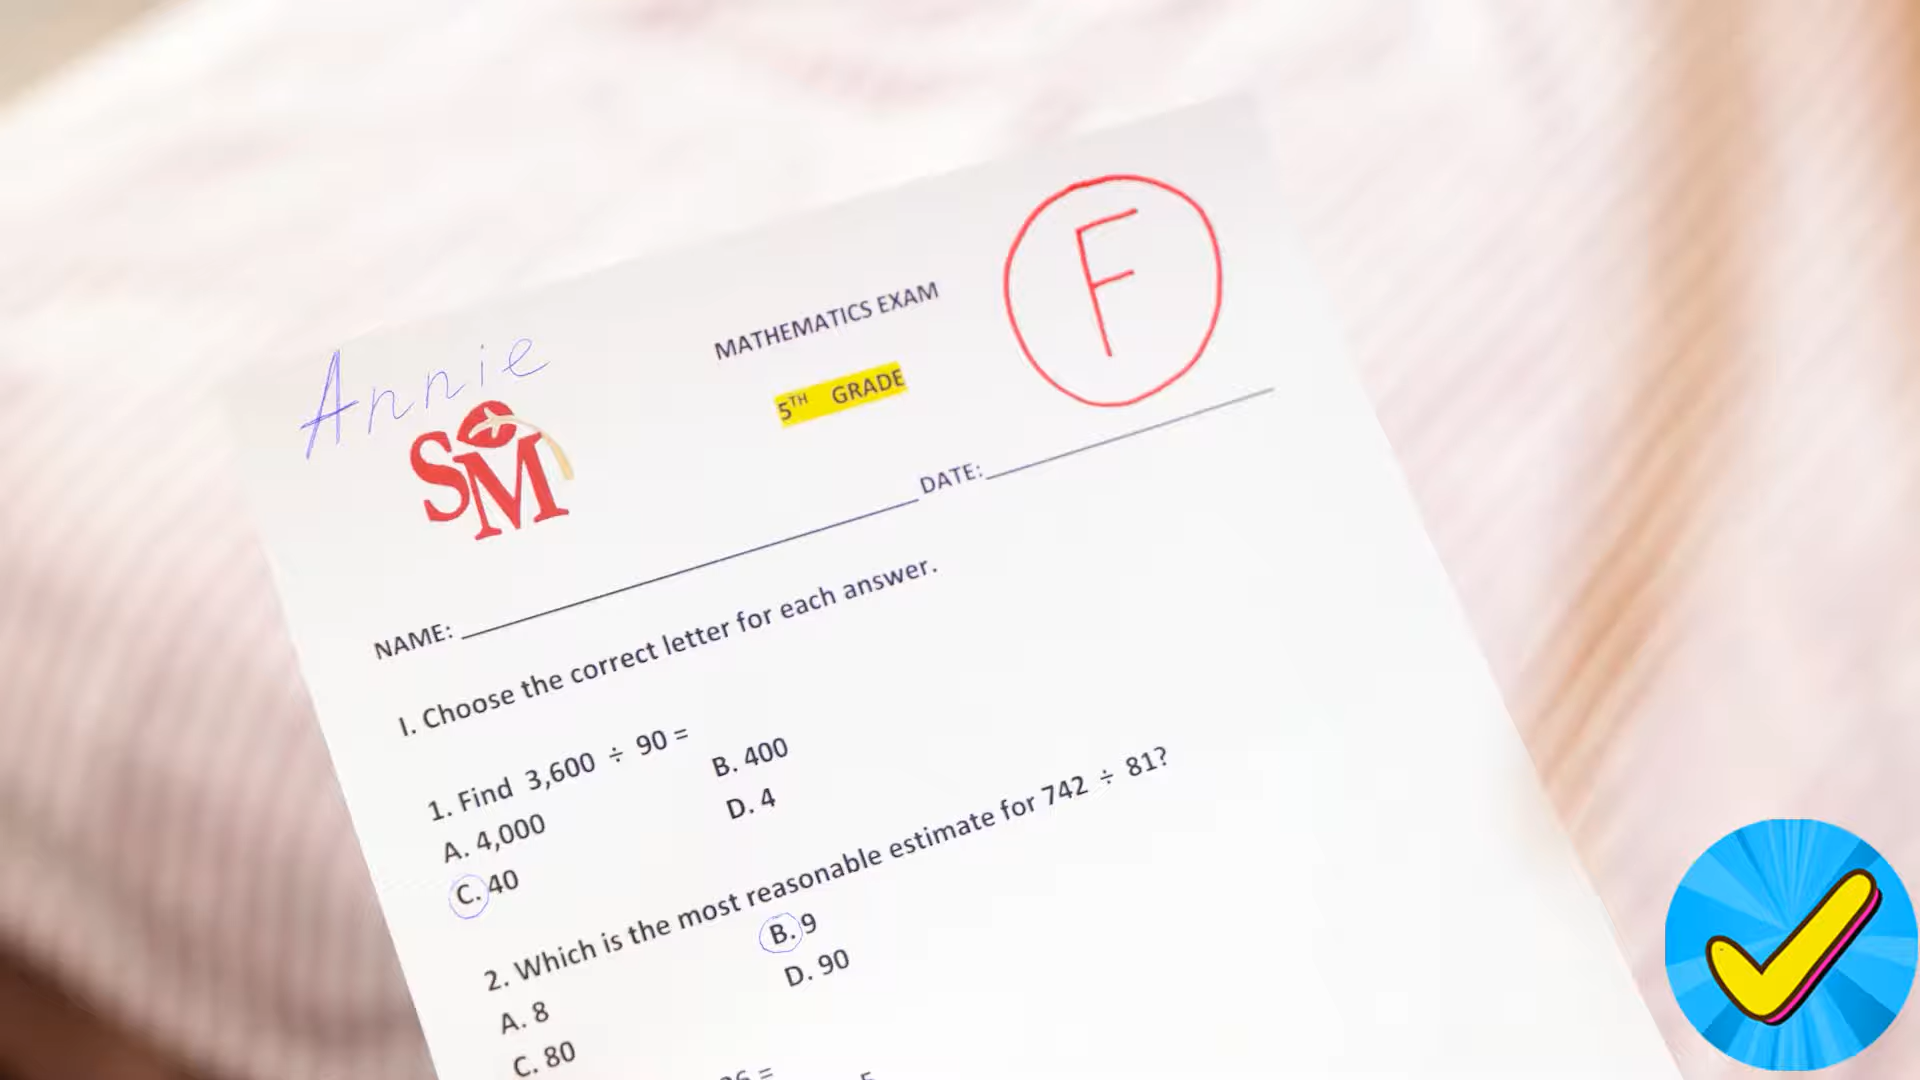 Annie
SM
MATHEMATICS EXAM
5TH GRADE
F
NAME: ____ DATE: ____
I. Choose the correct letter for each answer.
1. Find 3,600 ÷ 90 =
A. 4,000 B. 400
C. 40 D. 4
2. Which is the most reasonable estimate for 742 ÷ 81?
A. 8 B. 9
C. 80 D. 90